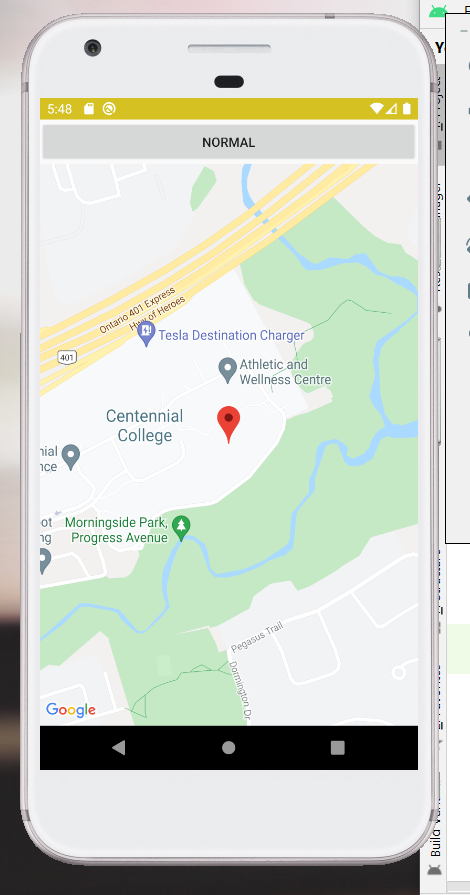 5:48
NORMAL
Ontario 401 Express
Hwy of Heroes
401
Tesla Destination Charger
Athletic and
Wellness Centre
Centennial
College
nial
nce
ot
ng
Morningside Park,
Progress Avenue
Pegasus Trail
Dormington Dr
Google
Build